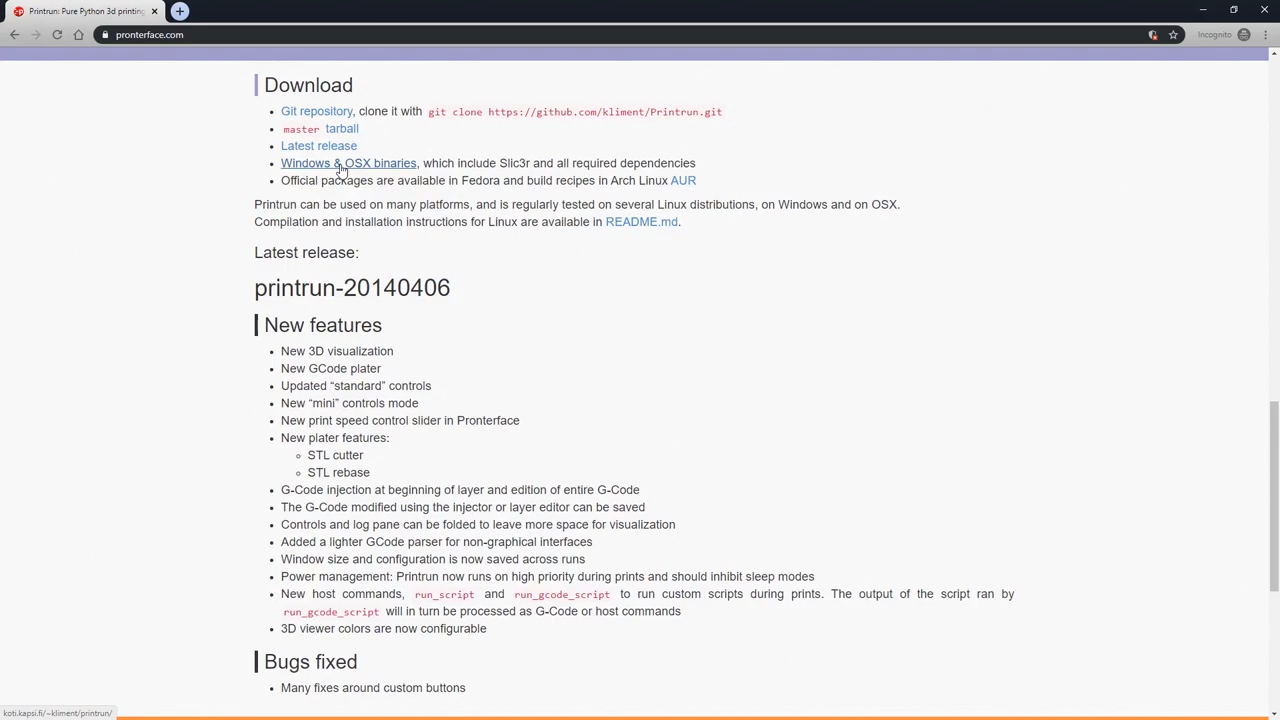 Printrun: Pure Python 3d printing
pronterface.com
Incognito
Download
Git repository, clone it with git clone https://github.com/kliment/Printrun.git
master tarball
Latest release
Windows & OSX binaries, which include Slic3r and all required dependencies
Official packages are available in Fedora and build recipes in Arch Linux AUR
Printrun can be used on many platforms, and is regularly tested on several Linux distributions, on Windows and on OSX.
Compilation and installation instructions for Linux are available in README.md.
Latest release:
printrun-20140406
New features
New 3D visualization
New GCode plater
Updated “standard” controls
New “mini” controls mode
New print speed control slider in Pronterface
New plater features:
STL cutter
STL rebase
G-Code injection at beginning of layer and edition of entire G-Code
The G-Code modified using the injector or layer editor can be saved
Controls and log pane can be folded to leave more space for visualization
Added a lighter GCode parser for non-graphical interfaces
Window size and configuration is now saved across runs
Power management: Printrun now runs on high priority during prints and should inhibit sleep modes
New host commands, run_script and run_gcode_script to run custom scripts during prints. The output of the script ran by
run_gcode_script will in turn be processed as G-Code or host commands
3D viewer colors are now configurable
Bugs fixed
Many fixes around custom buttons
koti.kapsi.fi/~kliment/printrun/